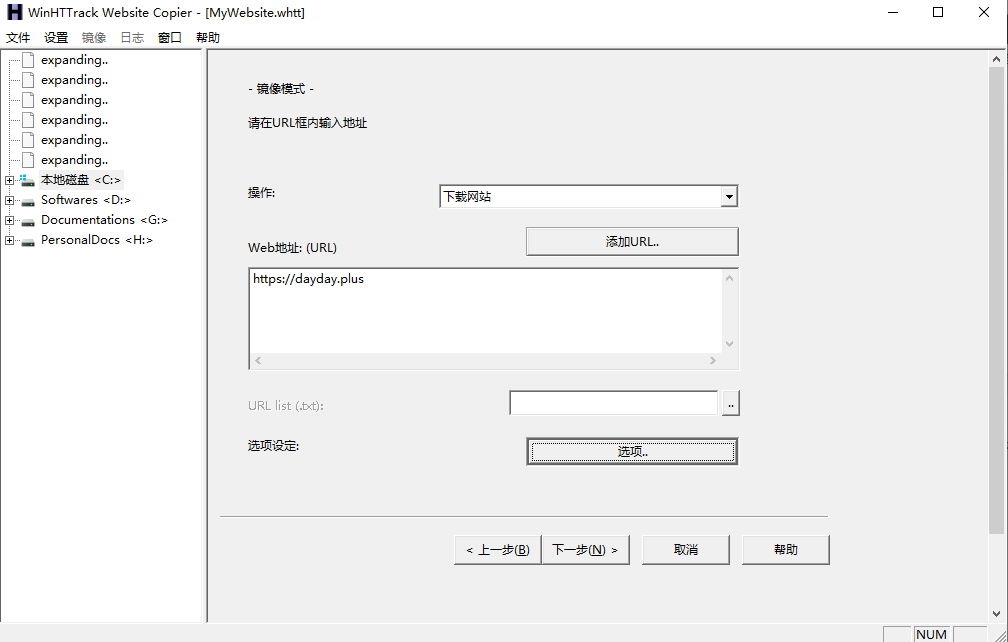 WinHTTrack Website Copier - [MyWebsite.whtt]
文件 设置 镜像 日志 窗口 帮助
expanding..
expanding..
expanding..
expanding..
expanding..
expanding..
本地磁盘 <C:>
Softwares <D:>
Documentations <G:>
PersonalDocs <H:>
- 镜像模式 -
请在URL框内输入地址
操作:
下载网站
Web地址: (URL)
添加URL..
https://dayday.plus
URL list (.txt):
..
选项设定:
选项..
< 上一步(B)
下一步(N) >
取消
帮助
NUM